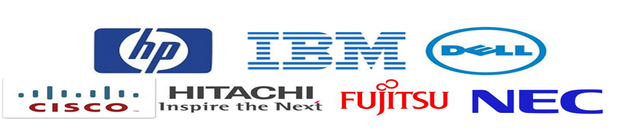 hp IBM DELL
CISCO HITACHI FUJITSU NEC
Inspire the Next